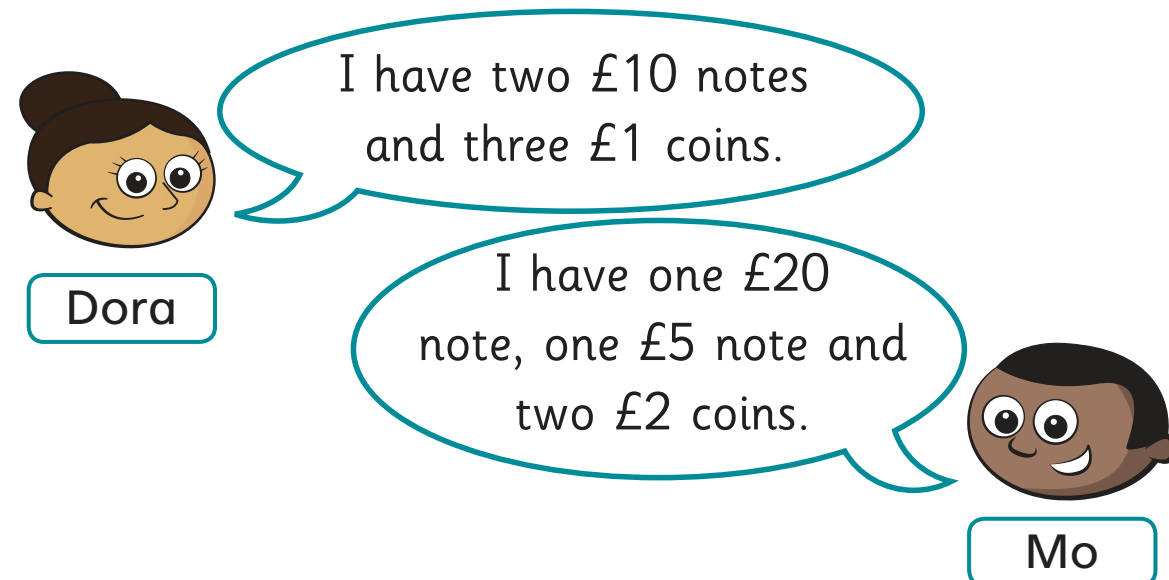 I have two £10 notes
and three £1 coins.
Dora
I have one £20
note, one £5 note and
two £2 coins.
Mo